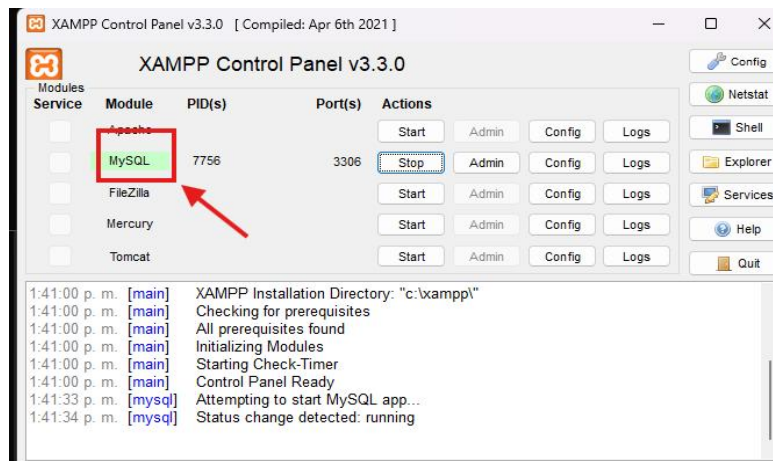 XAMPP Control Panel v3.3.0 [ Compiled: Apr 6th 2021 ]
XAMPP Control Panel v3.3.0
Config
Modules
Service Module PID(s) Port(s) Actions
Netstat
Apache Start Admin Config Logs
Shell
MySQL 7756 3306 Stop Admin Config Logs
Explorer
FileZilla Start Admin Config Logs
Services
Mercury Start Admin Config Logs
Help
Tomcat Start Admin Config Logs
Quit
1:41:00 p. m. [main] XAMPP Installation Directory: "c:\xampp\"
1:41:00 p. m. [main] Checking for prerequisites
1:41:00 p. m. [main] All prerequisites found
1:41:00 p. m. [main] Initializing Modules
1:41:00 p. m. [main] Starting Check-Timer
1:41:00 p. m. [main] Control Panel Ready
1:41:33 p. m. [mysql] Attempting to start MySQL app...
1:41:34 p. m. [mysql] Status change detected: running